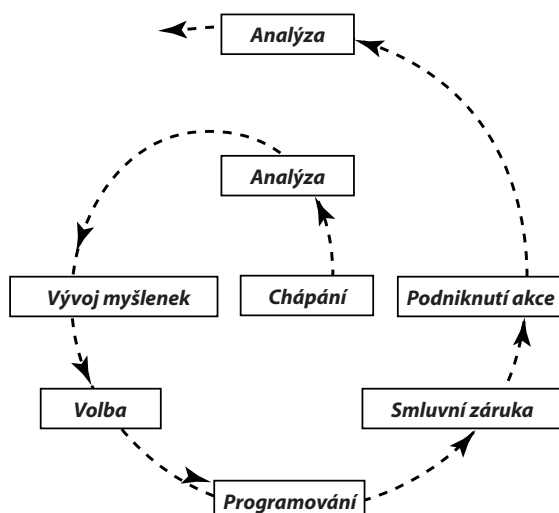 Analýza
Analýza
Vývoj myšlenek
Chápání
Podniknutí akce
Volba
Smluvní záruka
Programování